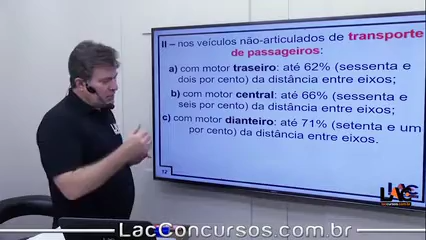 II – nos veículos não-articulados de transporte
de passageiros:
a) com motor traseiro: até 62% (sessenta e
dois por cento) da distância entre eixos;
b) com motor central: até 66% (sessenta e
seis por cento) da distância entre eixos;
c) com motor dianteiro: até 71% (setenta e um
por cento) da distância entre eixos.
12
LacConcursos.com.br